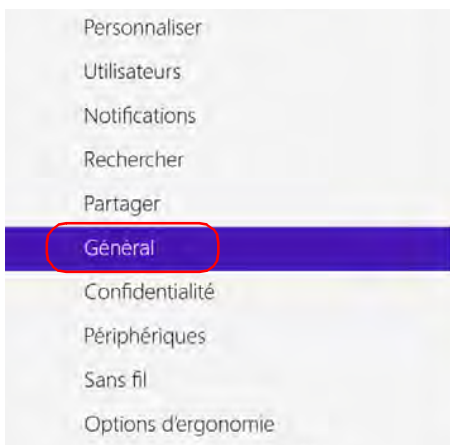 Personnaliser
Utilisateurs
Notifications
Rechercher
Partager
Général
Confidentialité
Périphériques
Sans fil
Options d'ergonomie